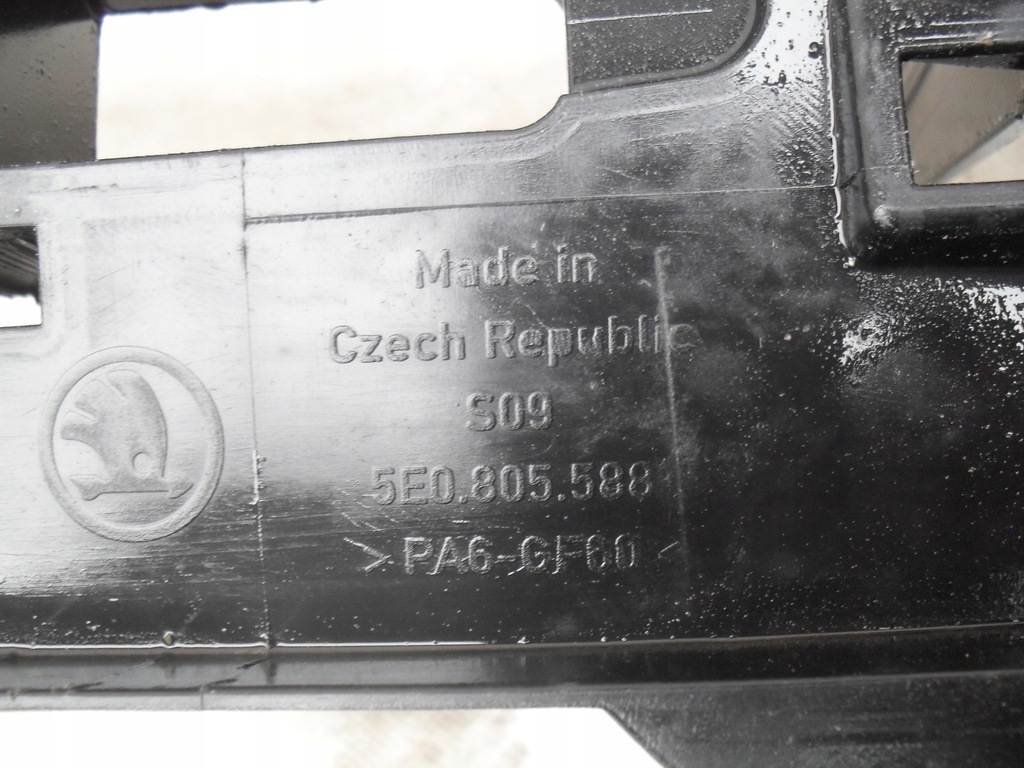 Made in
Czech Republic
S09
5E0.805.588
>PA6-GF60<